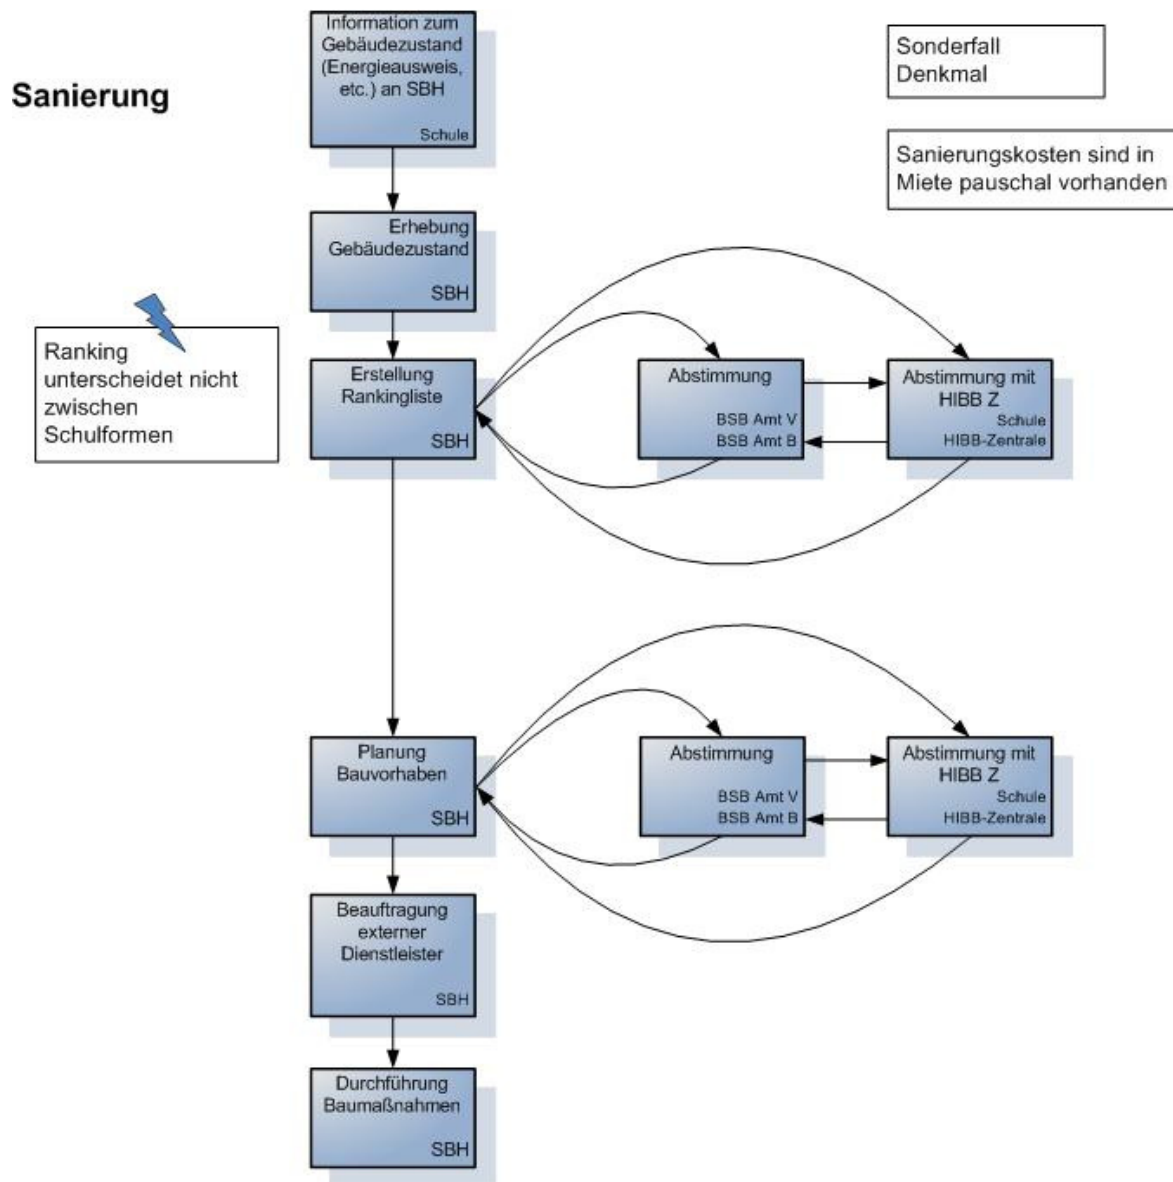 Sanierung
Information zum
Gebäudezustand
(Energieausweis,
etc.) an SBH
Schule
Sonderfall
Denkmal
Sanierungskosten sind in
Miete pauschal vorhanden
Erhebung
Gebäudezustand
SBH
Ranking
unterscheidet nicht
zwischen
Schulformen
Erstellung
Rankingliste
SBH
Abstimmung
BSB Amt V
BSB Amt B
Abstimmung mit
HIBB Z
Schule
HIBB-Zentrale
Planung
Bauvorhaben
SBH
Abstimmung
BSB Amt V
BSB Amt B
Abstimmung mit
HIBB Z
Schule
HIBB-Zentrale
Beauftragung
externer
Dienstleister
SBH
Durchführung
Baumaßnahmen
SBH